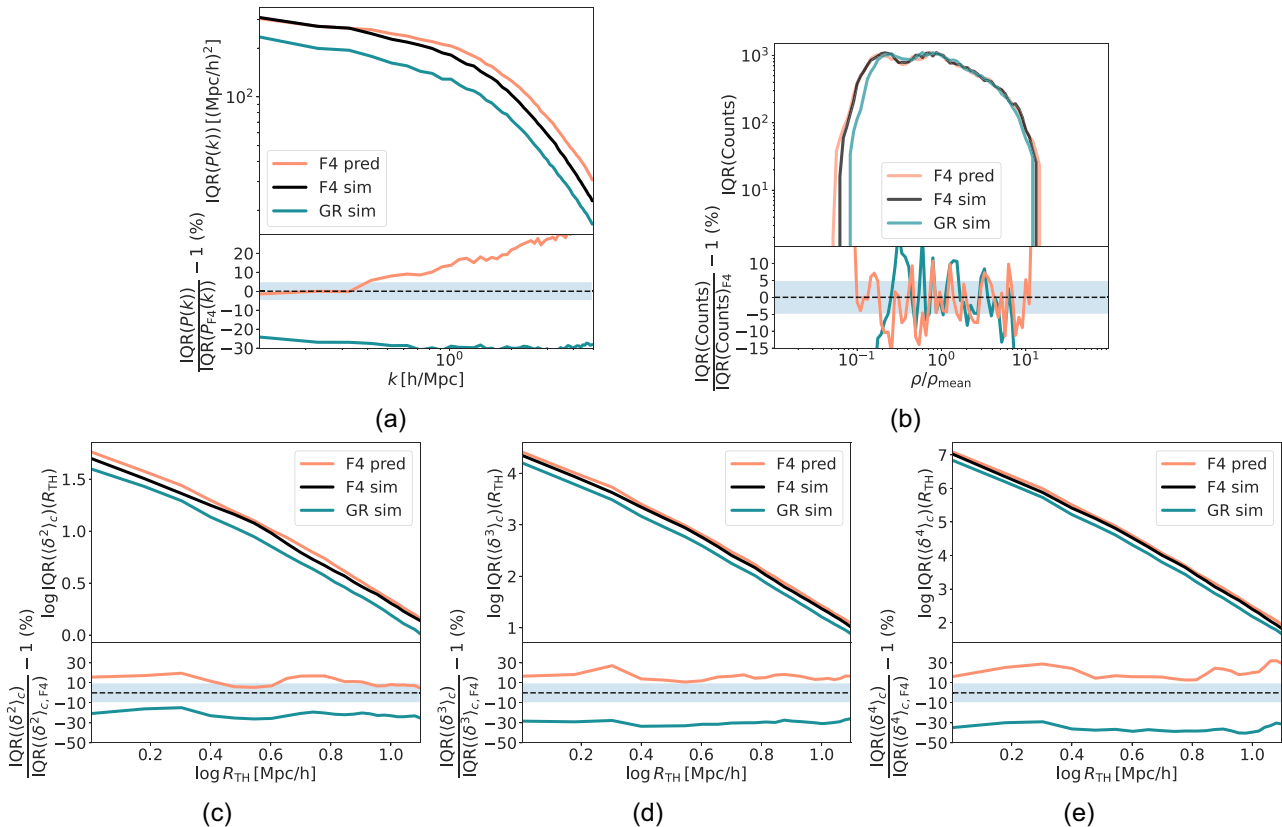 IQR(P(k)) [(Mpc/h)²]
10²
F4 pred
F4 sim
GR sim
IQR(P(k))
IQR(P_F4(k))
− 1 (%)
20
10
0
−10
−20
−30
10⁰
k [h/Mpc]
(a)
IQR(Counts)
10³
10²
10¹
F4 pred
F4 sim
GR sim
IQR(Counts)
IQR(Counts)_F4
− 1 (%)
10
5
0
−5
−10
−15
10⁻¹ 10⁰ 10¹
ρ/ρ_mean
(b)
log IQR(⟨δ²⟩_c)(R_TH)
1.5
1.0
0.5
0.0
F4 pred
F4 sim
GR sim
IQR(⟨δ²⟩_c)
IQR(⟨δ²⟩_c, F4)
− 1 (%)
30
10
−10
−30
−50
0.2 0.4 0.6 0.8 1.0
log R_TH [Mpc/h]
(c)
log IQR(⟨δ³⟩_c)(R_TH)
4
3
2
1
F4 pred
F4 sim
GR sim
IQR(⟨δ³⟩_c)
IQR(⟨δ³⟩_c, F4)
− 1 (%)
30
10
−10
−30
−50
0.2 0.4 0.6 0.8 1.0
log R_TH [Mpc/h]
(d)
log IQR(⟨δ⁴⟩_c)(R_TH)
7
6
5
4
3
2
F4 pred
F4 sim
GR sim
IQR(⟨δ⁴⟩_c)
IQR(⟨δ⁴⟩_c, F4)
− 1 (%)
30
10
−10
−30
−50
0.2 0.4 0.6 0.8 1.0
log R_TH [Mpc/h]
(e)